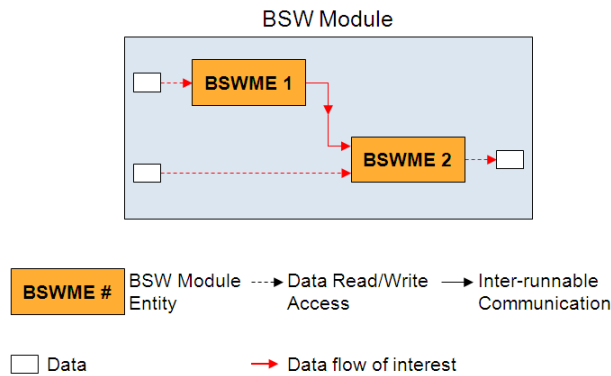 BSW Module
BSWME 1
BSWME 2
BSWME #
BSW Module
Entity
Data Read/Write
Access
Inter-runnable
Communication
Data
Data flow of interest